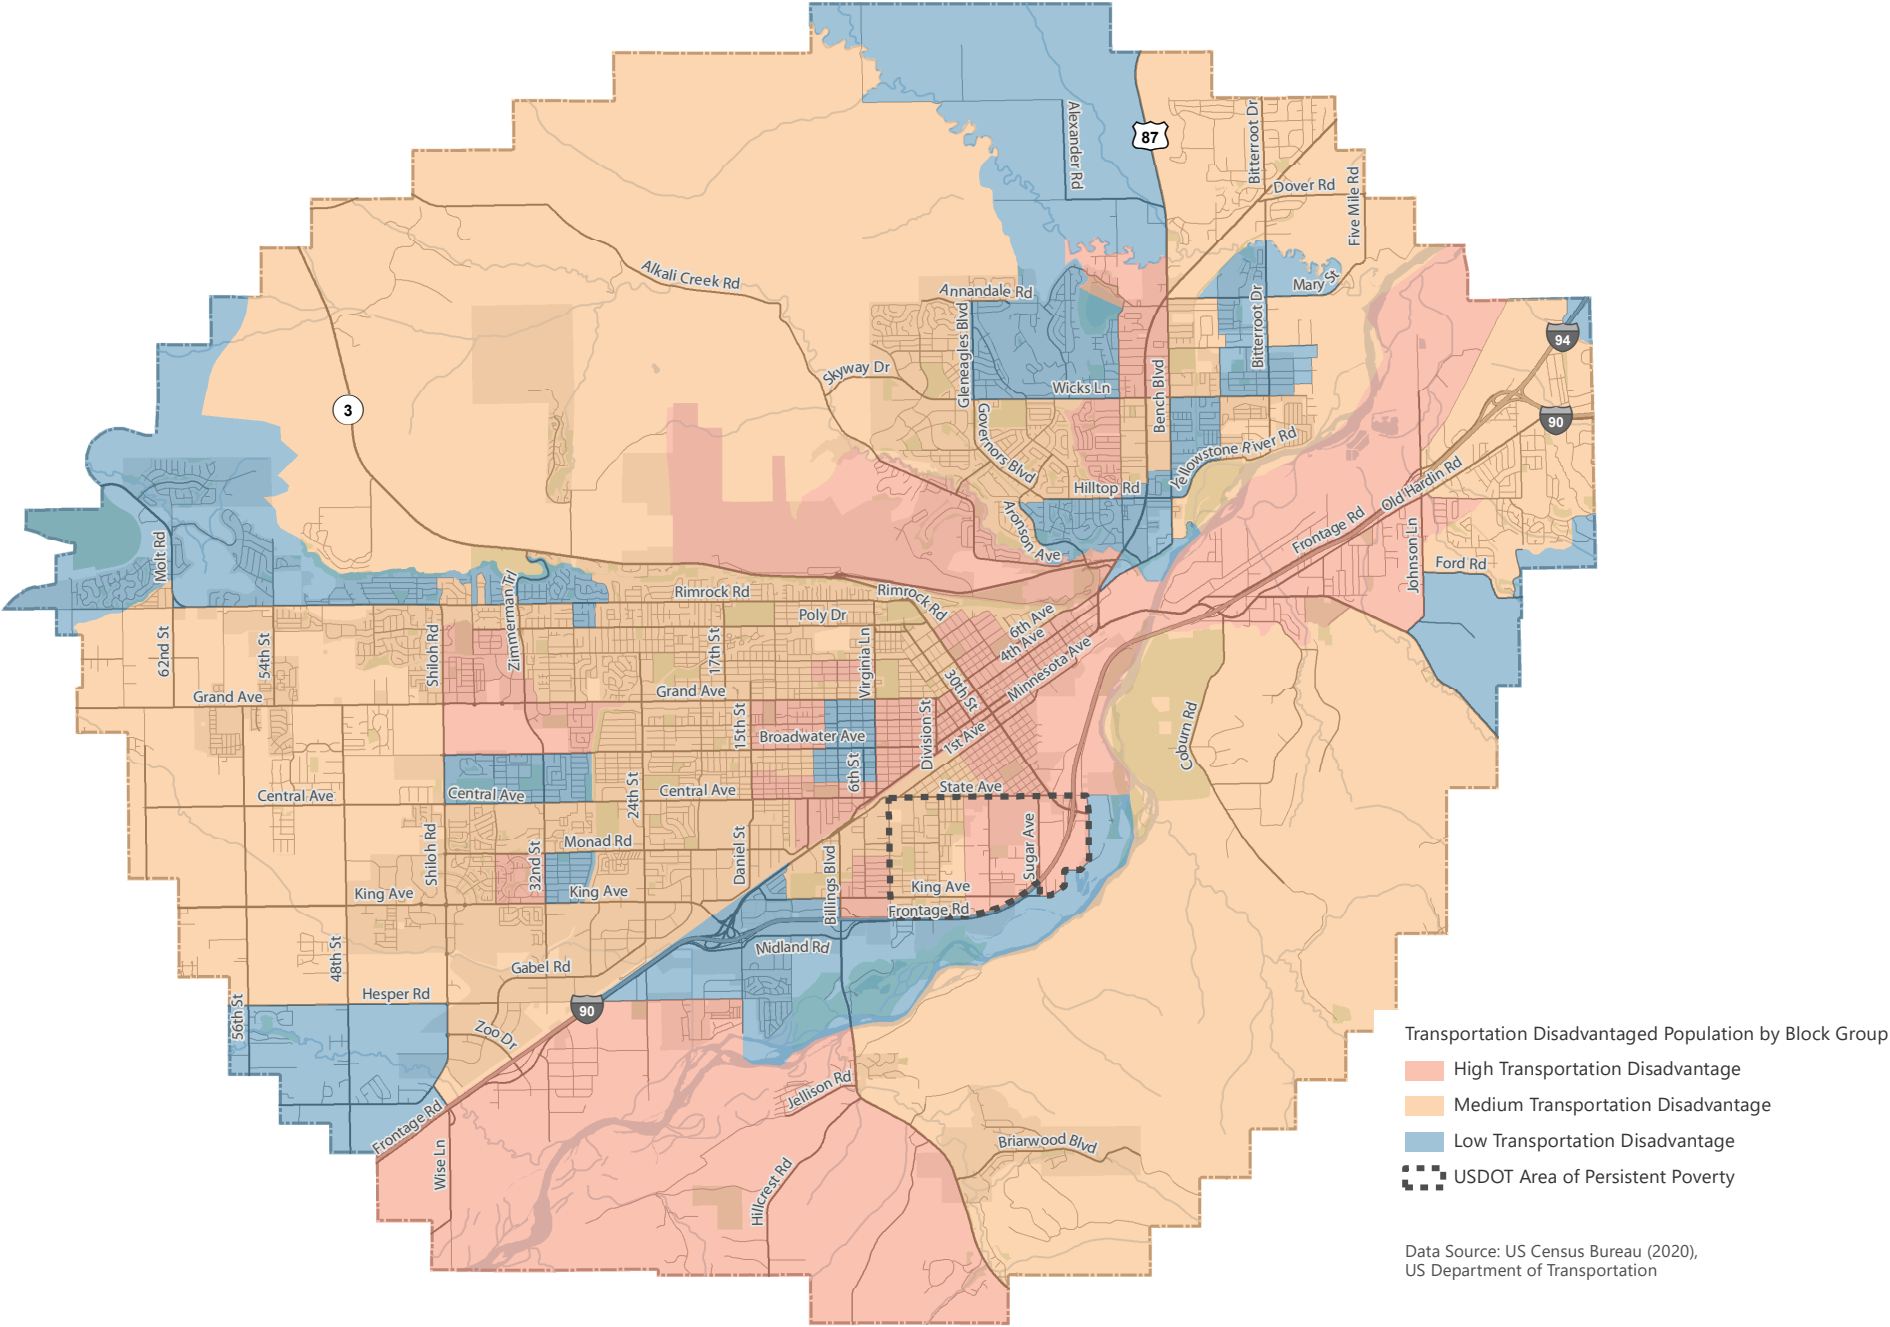 Alexander Rd
87
Bitterroot Dr
Dover Rd
Five Mile Rd
Alkali Creek Rd
Annandale Rd
Mary St
Gleneagles Blvd
Bitterroot Dr
94
Skyway Dr
Wicks Ln
Bench Blvd
3
90
Governors Blvd
Yellowstone River Rd
Hilltop Rd
Old Hardin Rd
Aronson Ave
Frontage Rd
Johnson Ln
Molt Rd
Ford Rd
Zimmerman Trl
Rimrock Rd
Rimrock Rd
Poly Dr
6th Ave
4th Ave
62nd St
54th St
Shiloh Rd
17th St
Virginia Ln
Minnesota Ave
Grand Ave
Grand Ave
30th St
15th St
Broadwater Ave
Division St
1st Ave
Coburn Rd
6th St
24th St
Central Ave
Central Ave
Central Ave
State Ave
Shiloh Rd
32nd St
Monad Rd
Daniel St
Billings Blvd
Sugar Ave
King Ave
King Ave
King Ave
Frontage Rd
48th St
Midland Rd
Gabel Rd
Hesper Rd
56th St
90
Zoo Dr
Jellison Rd
Frontage Rd
Wise Ln
Hillcrest Rd
Briarwood Blvd
Transportation Disadvantaged Population by Block Group
High Transportation Disadvantage
Medium Transportation Disadvantage
Low Transportation Disadvantage
USDOT Area of Persistent Poverty
Data Source: US Census Bureau (2020),
US Department of Transportation